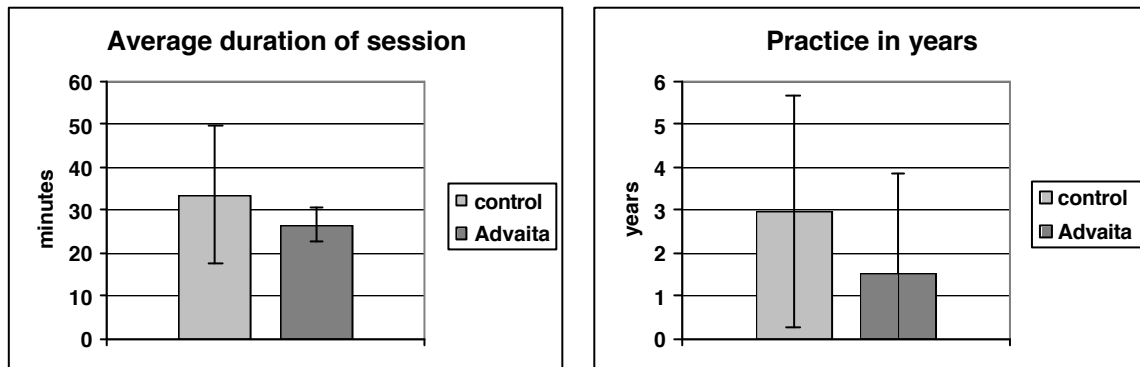 Average duration of session
60
50
40
30
20
10
0
minutes
control
Advaita
Practice in years
6
5
4
3
2
1
0
years
control
Advaita